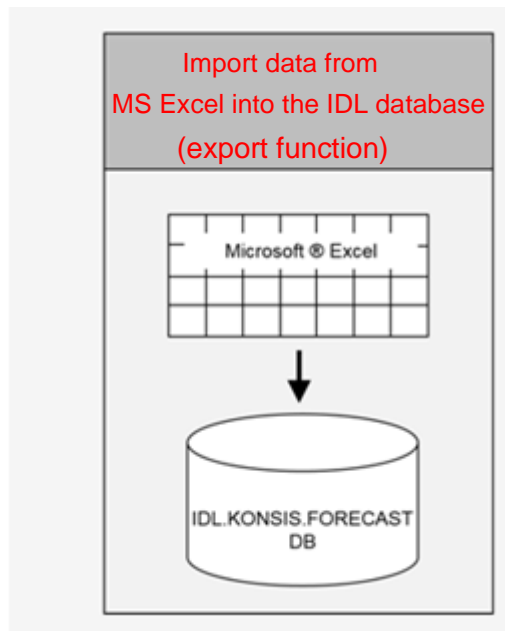 Import data from
MS Excel into the IDL database
(export function)
Microsoft ® Excel
IDL.KONSIS.FORECAST
DB